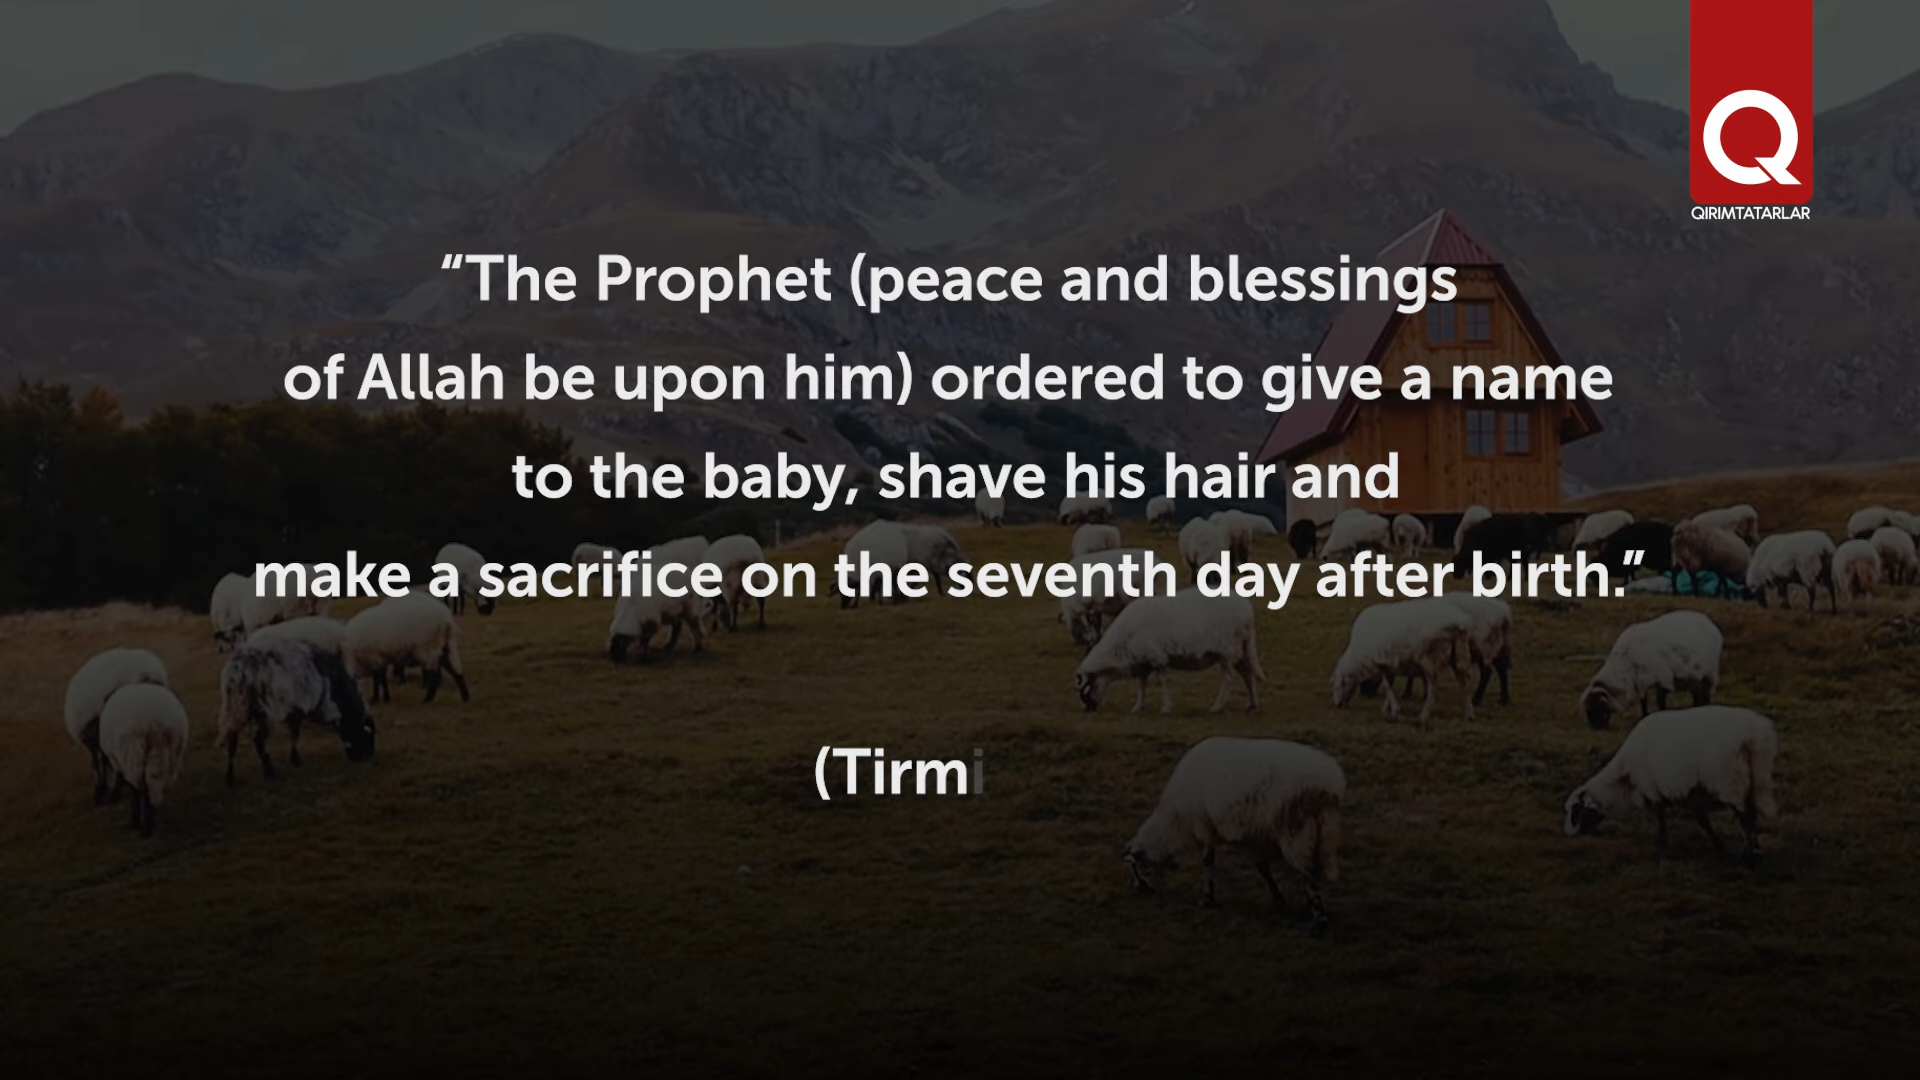 QIRIMTATARLAR
“The Prophet (peace and blessings
of Allah be upon him) ordered to give a name
to the baby, shave his hair and
make a sacrifice on the seventh day after birth.”
(Tirmi